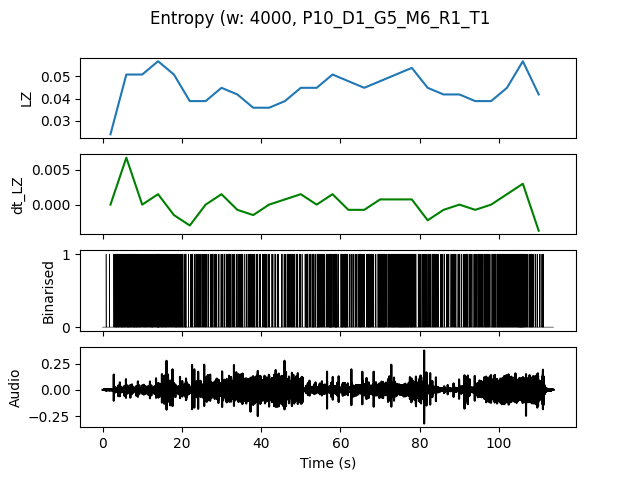 Entropy (w: 4000, P10_D1_G5_M6_R1_T1
0.05
0.04
0.03
LZ
0.005
0.000
dt_LZ
1
0
Binarised
0.25
0.00
−0.25
Audio
0 20 40 60 80 100
Time (s)